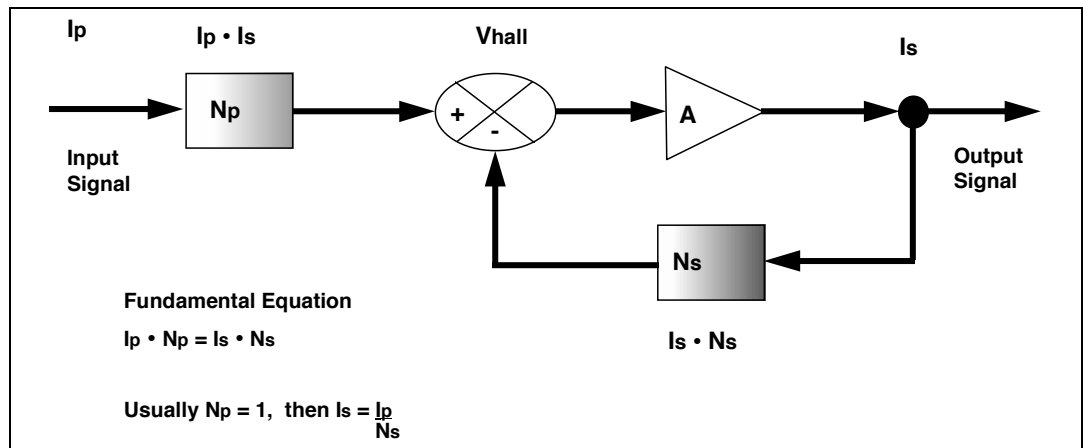 Ip
Ip • Is
Vhall
Is
Np
+
-
A
Input
Signal
Output
Signal
Ns
Fundamental Equation
Ip • Np = Is • Ns
Is • Ns
Usually Np = 1, then Is = Ip
Ns